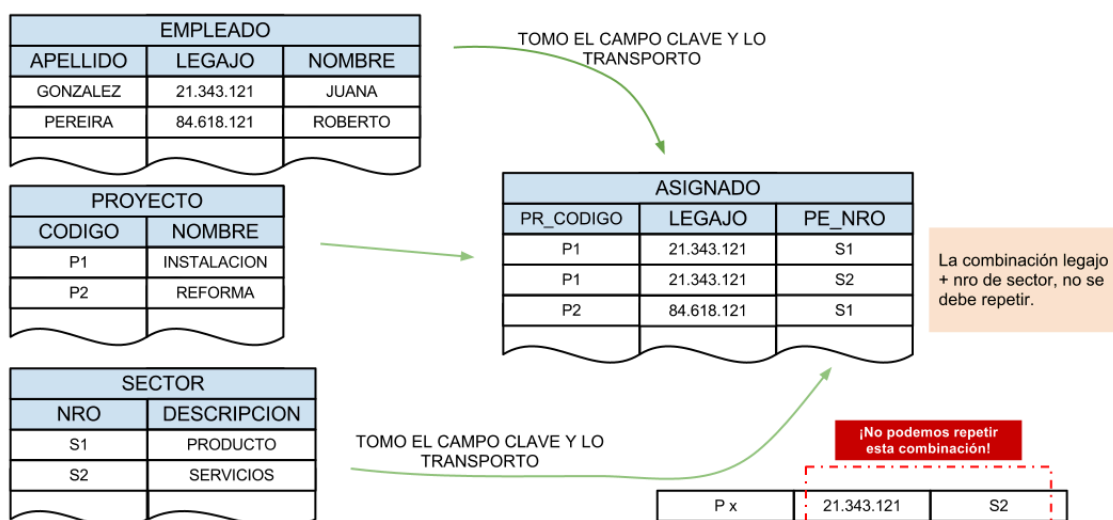 EMPLEADO
APELLIDO LEGAJO NOMBRE
GONZALEZ 21.343.121 JUANA
PEREIRA 84.618.121 ROBERTO
TOMO EL CAMPO CLAVE Y LO
TRANSPORTO
PROYECTO
CODIGO NOMBRE
P1 INSTALACION
P2 REFORMA
ASIGNADO
PR_CODIGO LEGAJO PE_NRO
P1 21.343.121 S1
P1 21.343.121 S2
P2 84.618.121 S1
La combinación legajo
+ nro de sector, no se
debe repetir.
SECTOR
NRO DESCRIPCION
S1 PRODUCTO
S2 SERVICIOS
TOMO EL CAMPO CLAVE Y LO
TRANSPORTO
¡No podemos repetir
esta combinación!
P x 21.343.121 S2